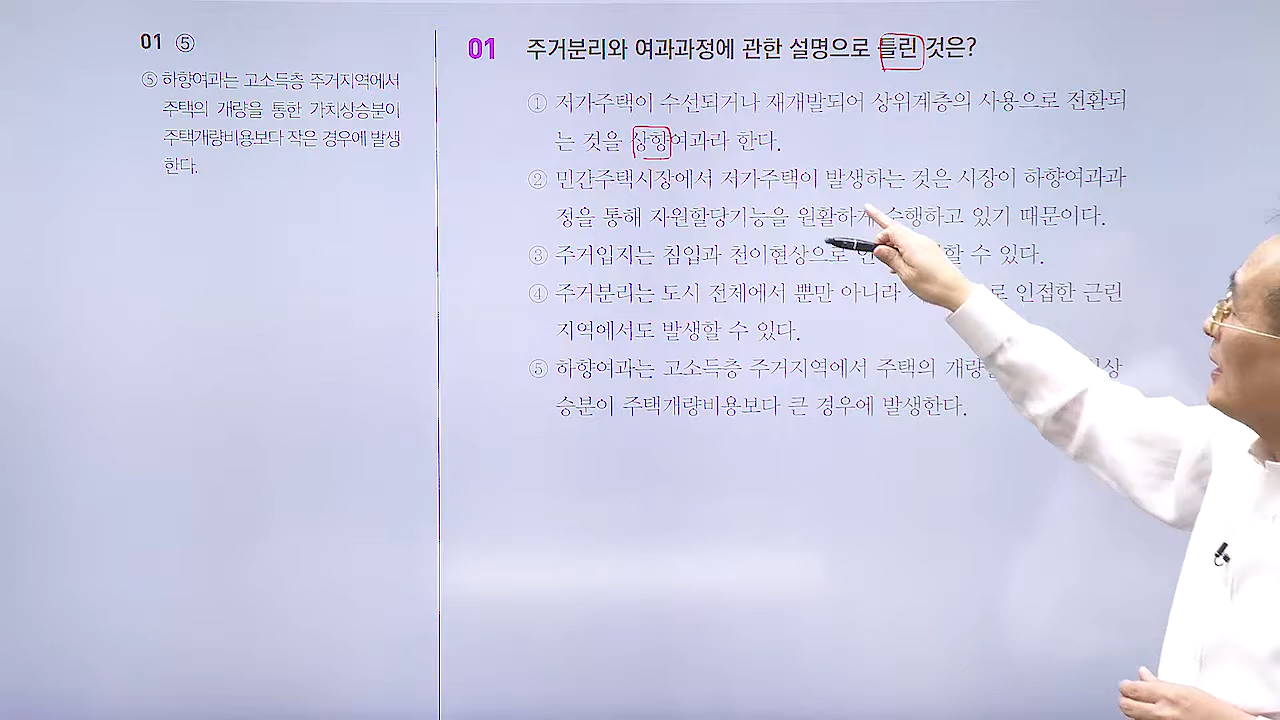 01 ⑤
⑤ 하향여과는 고소득층 주거지역에서
주택의 개량을 통한 가치상승분이
주택개량비용보다 작은 경우에 발생
한다.
01 주거분리와 여과과정에 관한 설명으로 틀린 것은?
① 저가주택이 수선되거나 재개발되어 상위계층의 사용으로 전환되
는 것을 상향여과라 한다.
② 민간주택시장에서 저가주택이 발생하는 것은 시장이 하향여과과
정을 통해 자원할당기능을 원활하게 수행하고 있기 때문이다.
③ 주거입지는 침입과 천이현상으로 할 수 있다.
④ 주거분리는 도시 전체에서 뿐만 아니라 로 인접한 근린
지역에서도 발생할 수 있다.
⑤ 하향여과는 고소득층 주거지역에서 주택의 개량 상
승분이 주택개량비용보다 큰 경우에 발생한다.